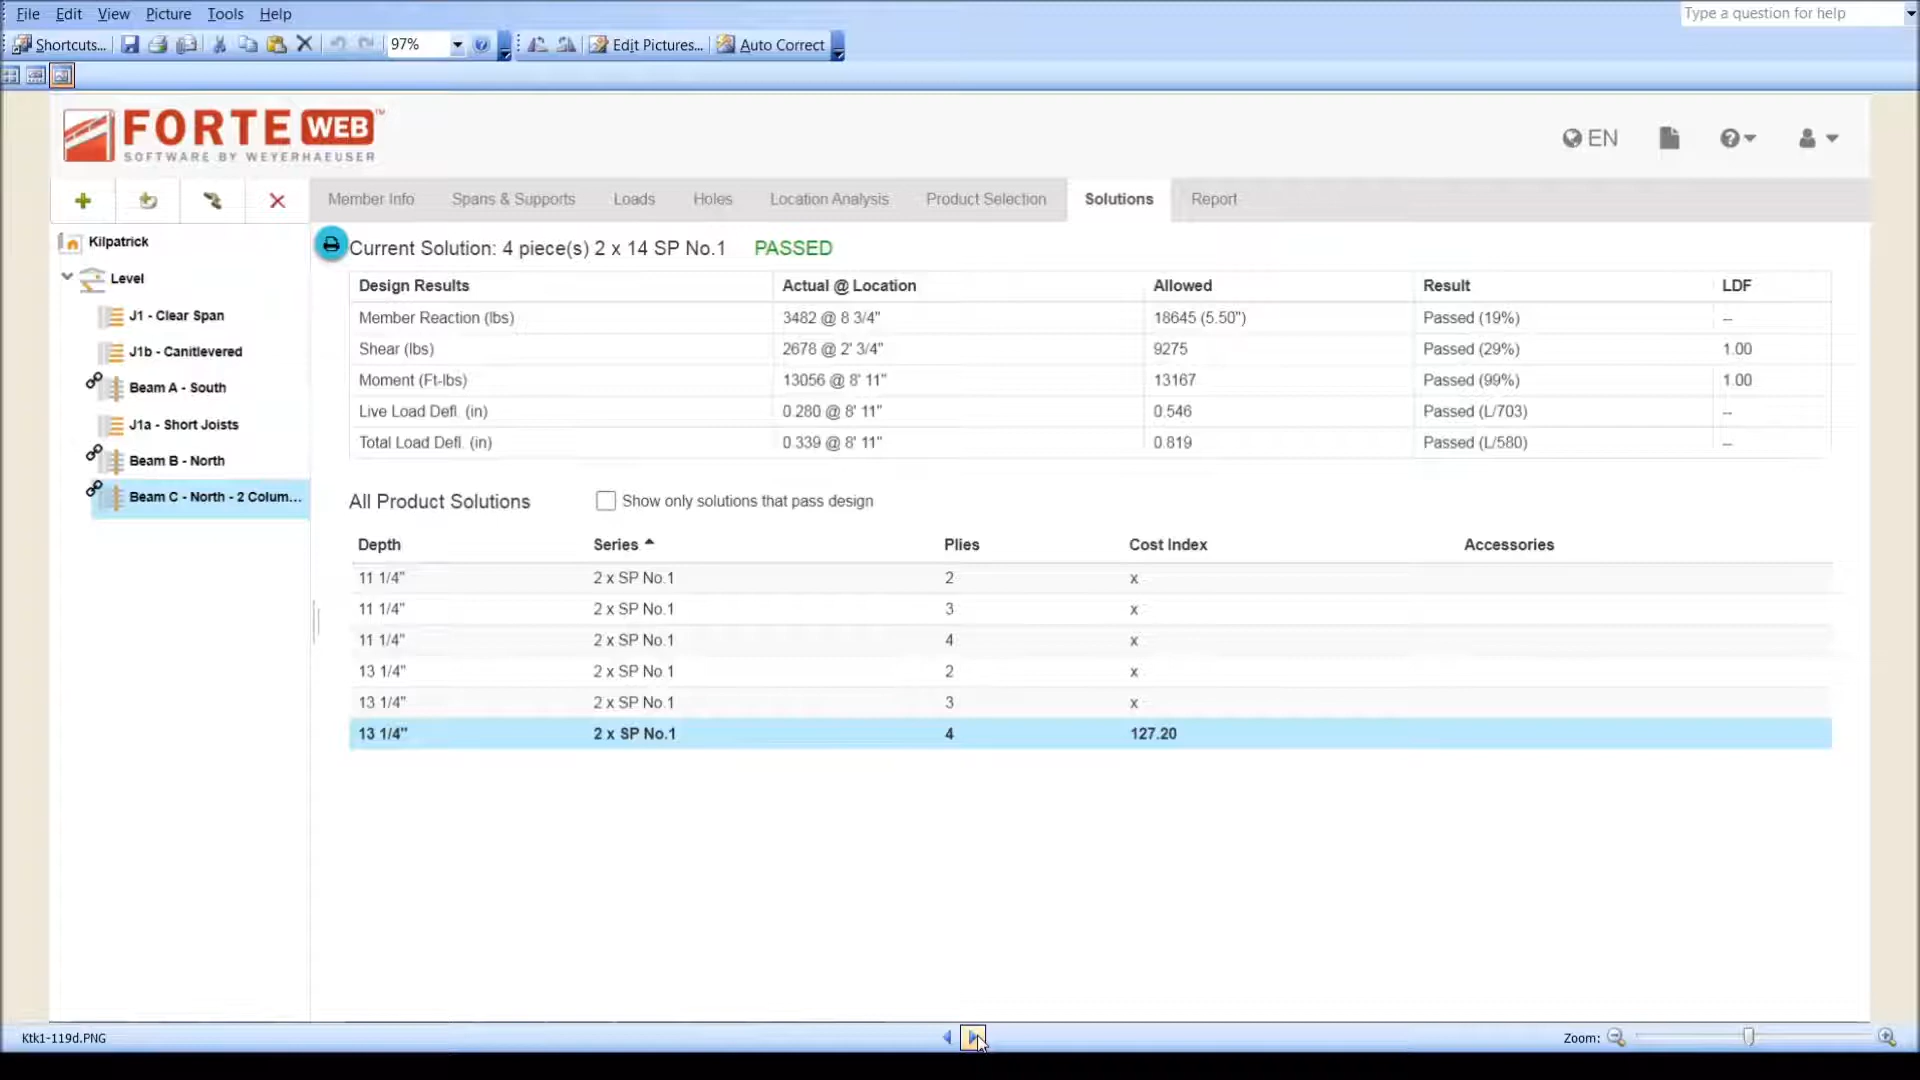 File Edit View Picture Tools Help Type a question for help
Shortcuts... 97% Edit Pictures... Auto Correct
FORTE WEB™
SOFTWARE BY WEYERHAEUSER
EN
Member Info Spans & Supports Loads Holes Location Analysis Product Selection Solutions Report
Kilpatrick
Level
J1 - Clear Span
J1b - Canitlevered
Beam A - South
J1a - Short Joists
Beam B - North
Beam C - North - 2 Colum...
Current Solution: 4 piece(s) 2 x 14 SP No.1 PASSED
Design Results Actual @ Location Allowed Result LDF
Member Reaction (lbs) 3482 @ 8 3/4" 18645 (5.50") Passed (19%) --
Shear (lbs) 2678 @ 2' 3/4" 9275 Passed (29%) 1.00
Moment (Ft-lbs) 13056 @ 8' 11" 13167 Passed (99%) 1.00
Live Load Defl. (in) 0.280 @ 8' 11" 0.546 Passed (L/703) --
Total Load Defl. (in) 0.339 @ 8' 11" 0.819 Passed (L/580) --
All Product Solutions Show only solutions that pass design
Depth Series Plies Cost Index Accessories
11 1/4" 2 x SP No.1 2 x
11 1/4" 2 x SP No.1 3 x
11 1/4" 2 x SP No.1 4 x
13 1/4" 2 x SP No.1 2 x
13 1/4" 2 x SP No.1 3 x
13 1/4" 2 x SP No.1 4 127.20
Ktk1-119d.PNG Zoom: